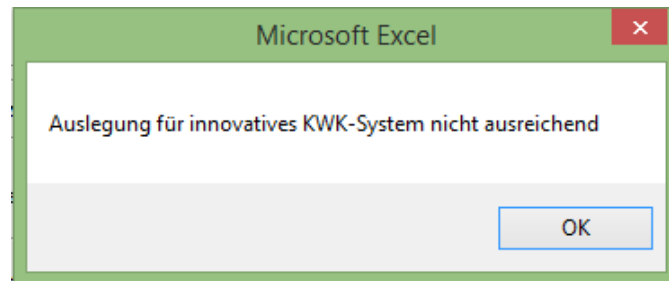 Microsoft Excel
Auslegung für innovatives KWK-System nicht ausreichend
OK